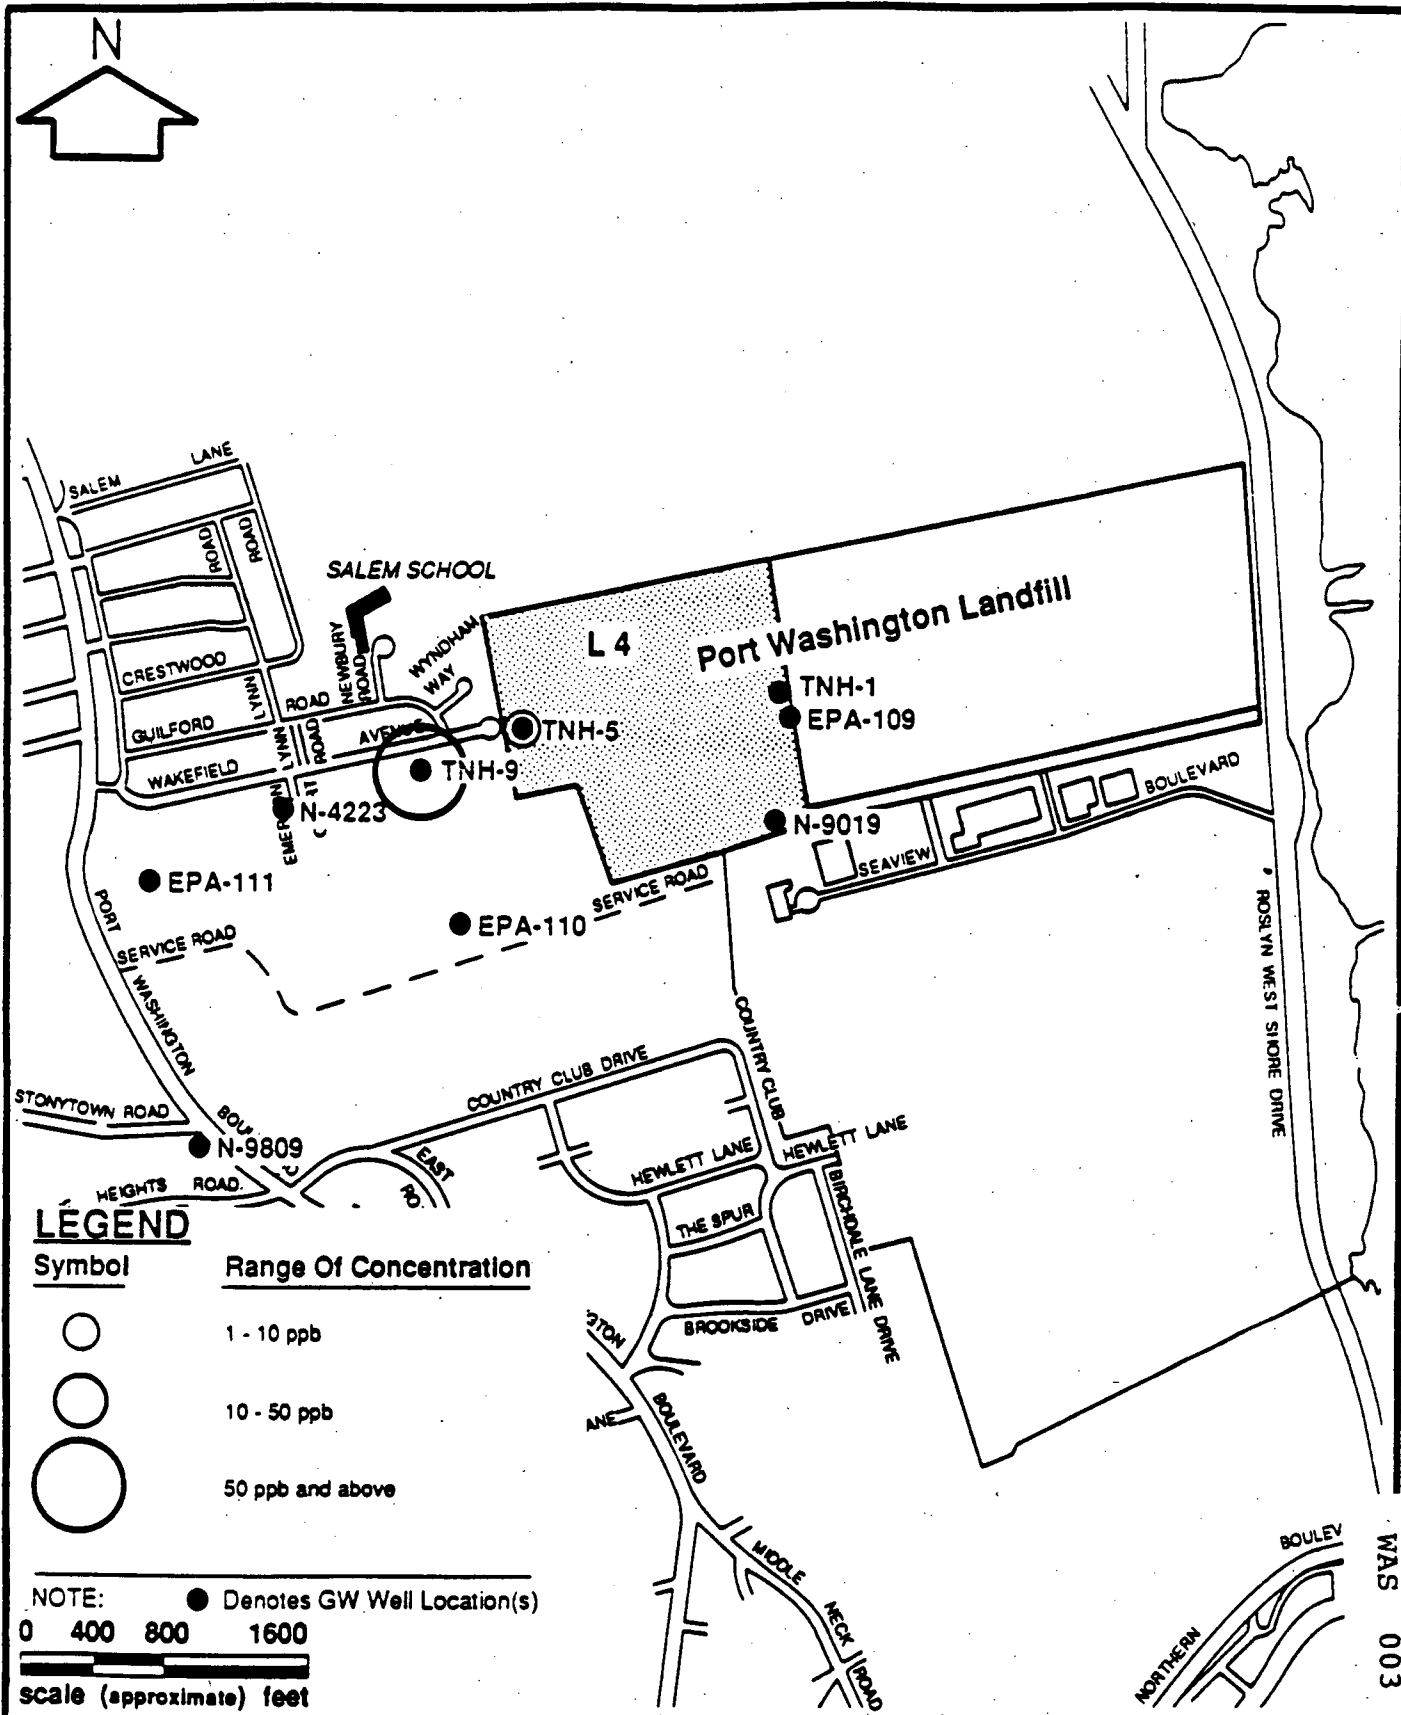 N
SALEM LANE
ROAD
ROAD
SALEM SCHOOL
NEWBURY ROAD
WYNDHAM WAY
L 4
Port Washington Landfill
CRESTWOOD
LYNN
ROAD
GUILFORD
AVENUE
WAKEFIELD
LYNN
ROAD
TNH-1
EPA-109
TNH-5
TNH-9
N-4223
N-9019
BOULEVARD
SEAVIEW
EPA-111
EPA-110
SERVICE ROAD
SERVICE ROAD
PORT
WASHINGTON
ROSLYN WEST SHORE DRIVE
COUNTRY CLUB
COUNTRY CLUB DRIVE
STONYTOWN ROAD
BOU
N-9809
EAST
RO
HEIGHTS ROAD
HEWLETT LANE
HEWLETT LANE
THE SPUR
BIRCHDALE LANE DRIVE
BROOKSIDE DRIVE
GTON
ANE
BOULEVARD
MIDDLE
NECK
ROAD
BOULEV
NORTHERN
LEGEND
Symbol Range Of Concentration
1 - 10 ppb
10 - 50 ppb
50 ppb and above
NOTE: Denotes GW Well Location(s)
0 400 800 1600
scale (approximate) feet
WAS 003